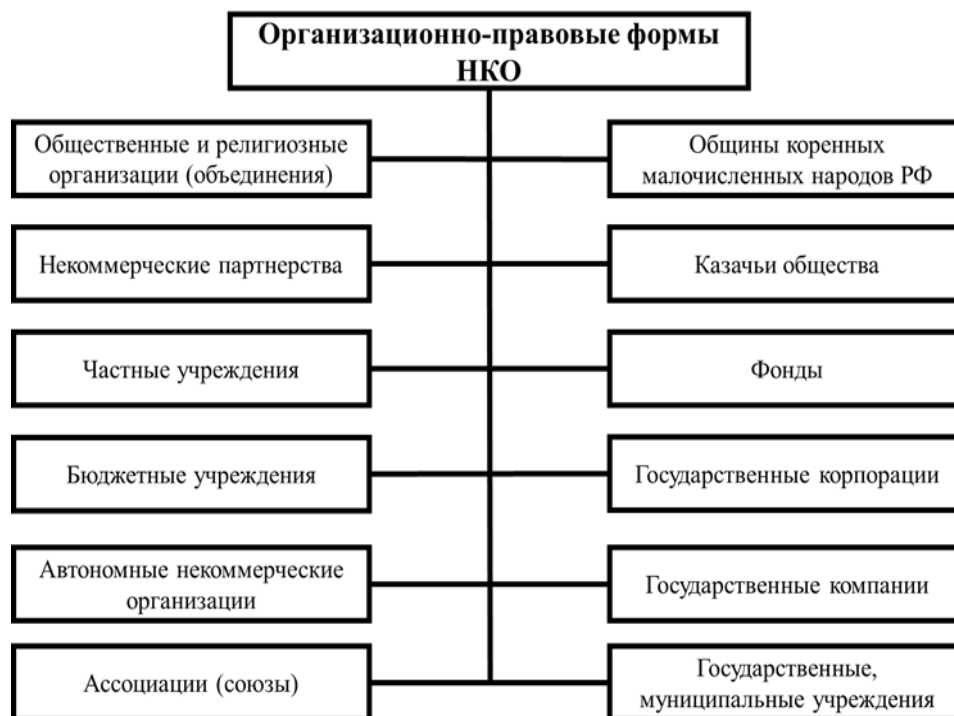 Организационно-правовые формы
НКО
Общественные и религиозные
организации (объединения)
Общины коренных
малочисленных народов РФ
Некоммерческие партнерства
Казачьи общества
Частные учреждения
Фонды
Бюджетные учреждения
Государственные корпорации
Автономные некоммерческие
организации
Государственные компании
Ассоциации (союзы)
Государственные,
муниципальные учреждения